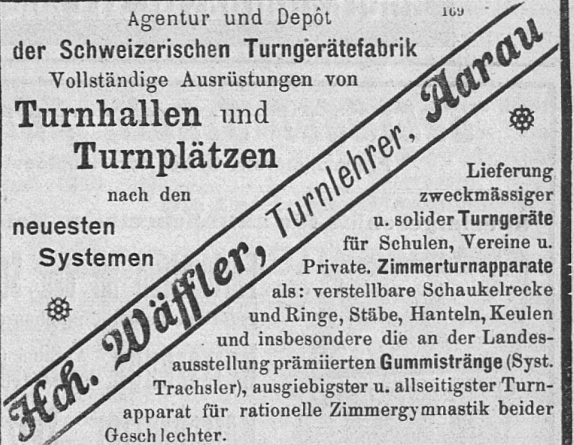 Agentur und Depôt
169
der Schweizerischen Turngerätefabrik
Vollständige Ausrüstungen von
Turnhallen und
Turnplätzen
nach den
neuesten
Systemen
Hch. Wäffler, Turnlehrer, Aarau
Lieferung
zweckmässiger
u. solider Turngeräte
für Schulen, Vereine u.
Private. Zimmerturnapparate
als: verstellbare Schaukelrecke
und Ringe, Stäbe, Hanteln, Keulen
und insbesondere die an der Landes-
ausstellung prämiierten Gummistränge (Syst.
Trachsler), ausgiebigster u. allseitigster Turn-
apparat für rationelle Zimmergymnastik beider
Geschlechter.